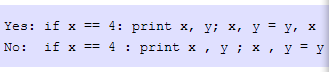 Yes: if x == 4: print x, y; x, y = y, x
No:  if x == 4 : print x , y ; x , y = y